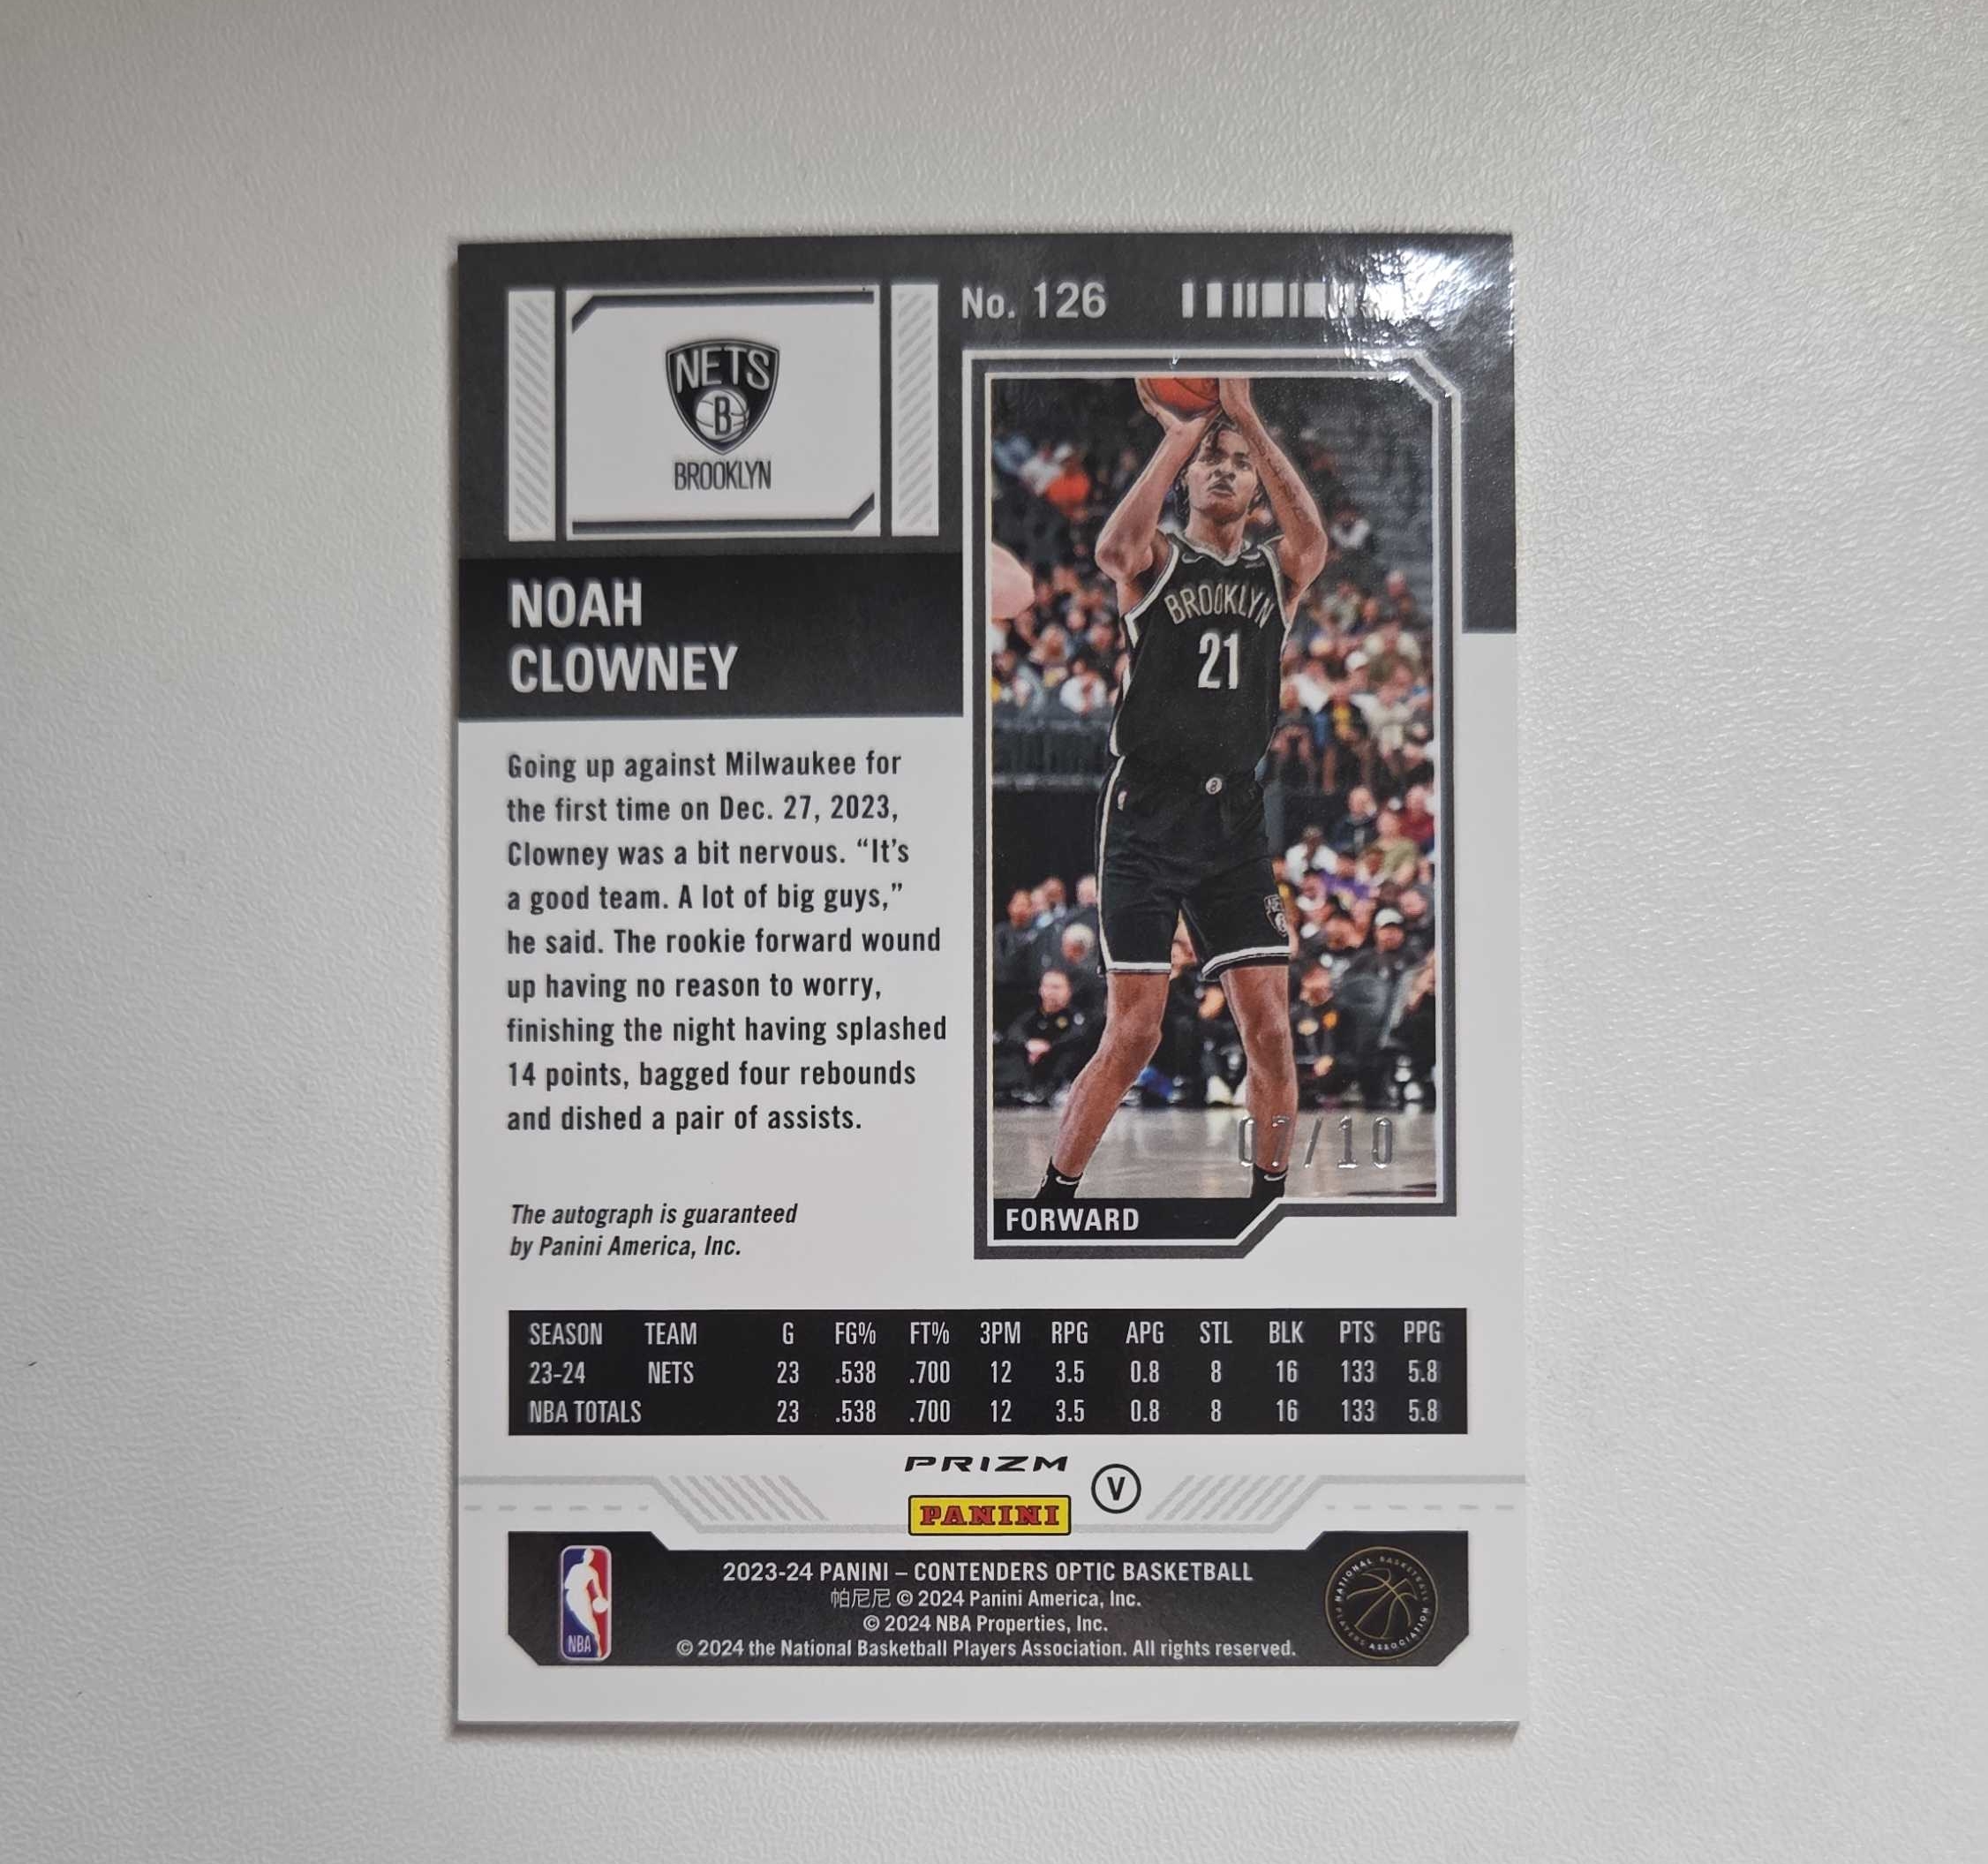 NETS
B
BROOKLYN
No. 126
NOAH
CLOWNEY
BROOKLYN
21
Going up against Milwaukee for
the first time on Dec. 27, 2023,
Clowney was a bit nervous. “It’s
a good team. A lot of big guys,”
he said. The rookie forward wound
up having no reason to worry,
finishing the night having splashed
14 points, bagged four rebounds
and dished a pair of assists.
07/10
FORWARD
The autograph is guaranteed
by Panini America, Inc.
SEASON TEAM G FG% FT% 3PM RPG APG STL BLK PTS PPG
23-24 NETS 23 .538 .700 12 3.5 0.8 8 16 133 5.8
NBA TOTALS 23 .538 .700 12 3.5 0.8 8 16 133 5.8
PRIZM
PANINI
V
2023-24 PANINI – CONTENDERS OPTIC BASKETBALL
帕尼尼 © 2024 Panini America, Inc.
© 2024 NBA Properties, Inc.
© 2024 the National Basketball Players Association. All rights reserved.
NBA
NATIONAL BASKETBALL PLAYERS ASSOCIATION